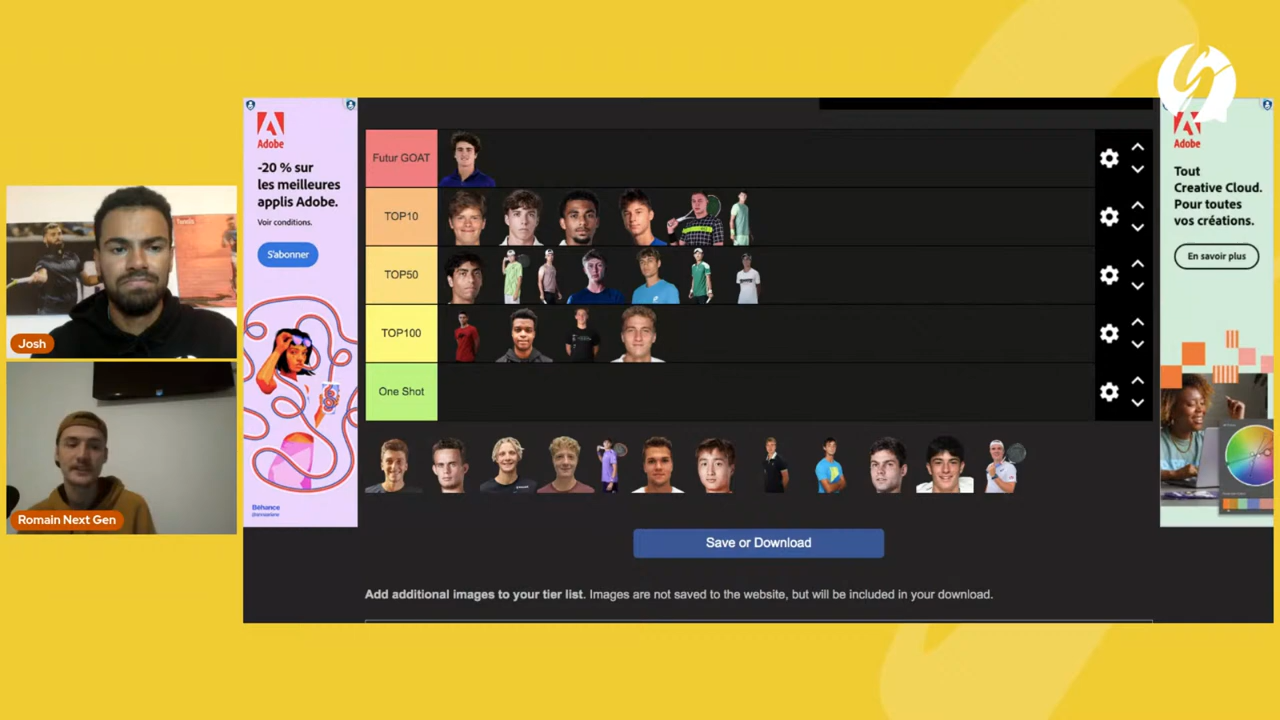 Adobe
-20 % sur
les meilleures
applis Adobe.
Voir conditions.
S'abonner
Béhance
Futur GOAT
TOP10
TOP50
TOP100
One Shot
Adobe
Tout
Creative Cloud.
Pour toutes
vos créations.
En savoir plus
Josh
Romain Next Gen
Save or Download
Add additional images to your tier list. Images are not saved to the website, but will be included in your download.